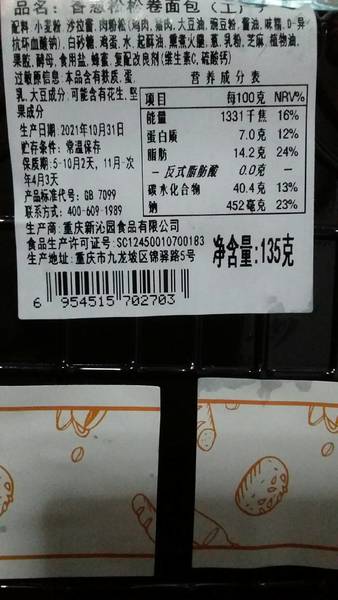 品名：香葱松松卷面包（工）
配料 小麦粉、沙拉酱、肉粉松(鸡肉、猪肉、大豆油、豌豆粉、酱油、味精、D-异
抗坏血酸钠)、白砂糖、鸡蛋、水、起酥油、熏煮火腿、葱、乳粉、芝麻、植物油、
果胶、酵母、食用盐、蜂蜜、复配改良剂(维生素C、硫酸钙)
过敏原信息:本品含有麸质、蛋、
乳、大豆成分,可能含有花生、坚
果成分
生产日期:2021年10月31日
贮存条件: 常温保存
保质期:5-10月2天, 11月-次
年4月3天
产品标准代号: GB 7099
联系方式: 400-609-1989
营养成分表
项目 每100克 NRV%
能量 1331千焦 16%
蛋白质 7.0克 12%
脂肪 14.2克 24%
-反式脂肪酸 0.0克 -
碳水化合物 40.4克 13%
钠 452毫克 23%
生产商:重庆新沁园食品有限公司
食品生产许可证号:SC12450010700183
生产地址:重庆市九龙坡区锦驿路5号
净含量:135克
6 954515 702703